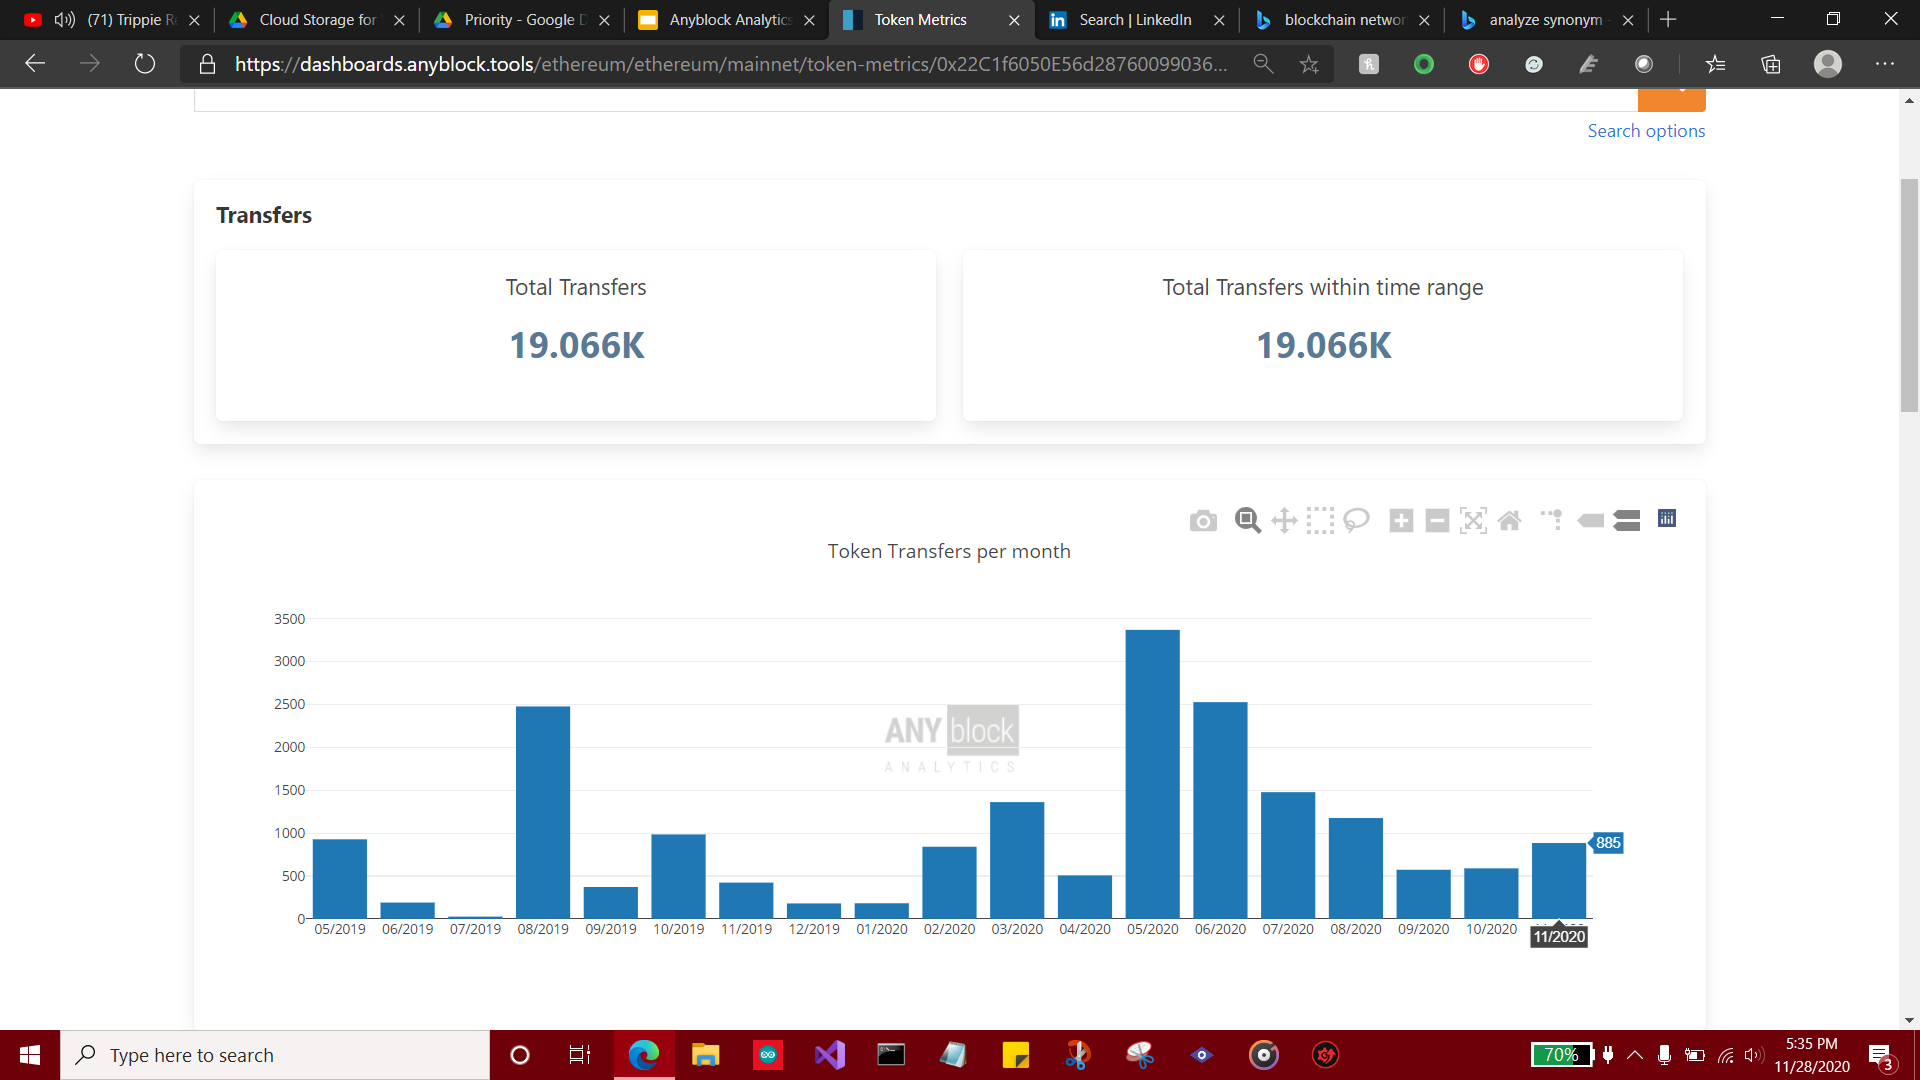 (71) Trippie Re
Cloud Storage for
Priority - Google D
Anyblock Analytics
Token Metrics
Search | LinkedIn
blockchain networ
analyze synonym
https://dashboards.anyblock.tools/ethereum/ethereum/mainnet/token-metrics/0x22C1f6050E56d28760099036...
Search options
Transfers
Total Transfers
19.066K
Total Transfers within time range
19.066K
Token Transfers per month
3500
3000
2500
2000
1500
1000
500
0
ANY block
ANALYTICS
885
05/2019 06/2019 07/2019 08/2019 09/2019 10/2019 11/2019 12/2019 01/2020 02/2020 03/2020 04/2020 05/2020 06/2020 07/2020 08/2020 09/2020 10/2020
11/2020
Type here to search
70%
5:35 PM
11/28/2020
3